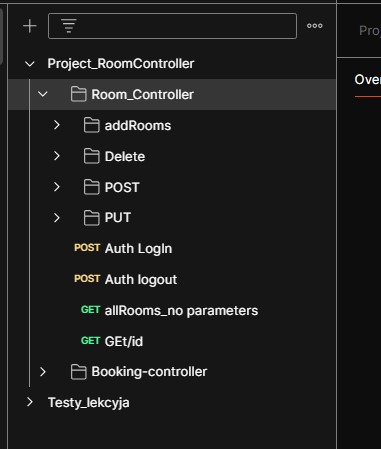 Proj
Project_RoomController
Over
Room_Controller
addRooms
Delete
POST
PUT
POST Auth LogIn
POST Auth logout
GET allRooms_no parameters
GET GEt/id
Booking-controller
Testy_lekcyja